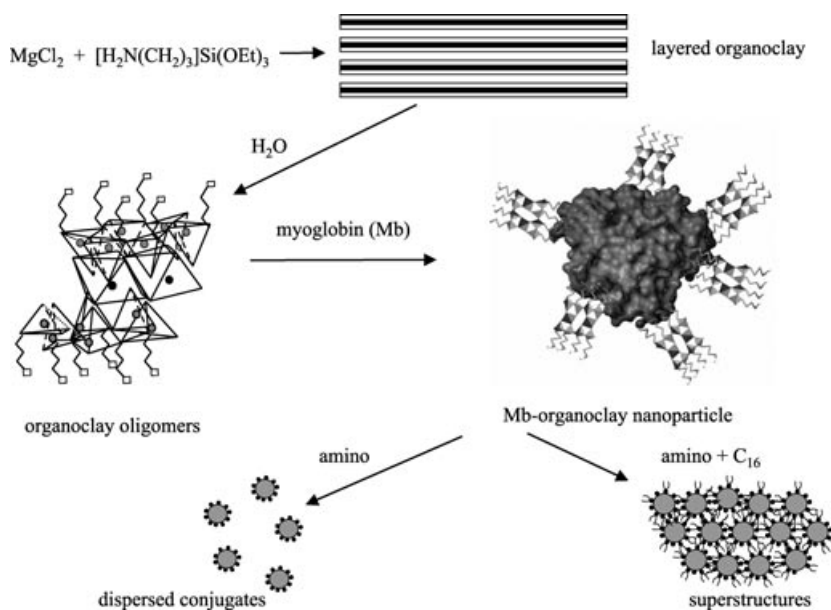 MgCl₂ + [H₂N(CH₂)₃]Si(OEt)₃
layered organoclay
H₂O
myoglobin (Mb)
organoclay oligomers
Mb-organoclay nanoparticle
amino
amino + C₁₆
dispersed conjugates
superstructures